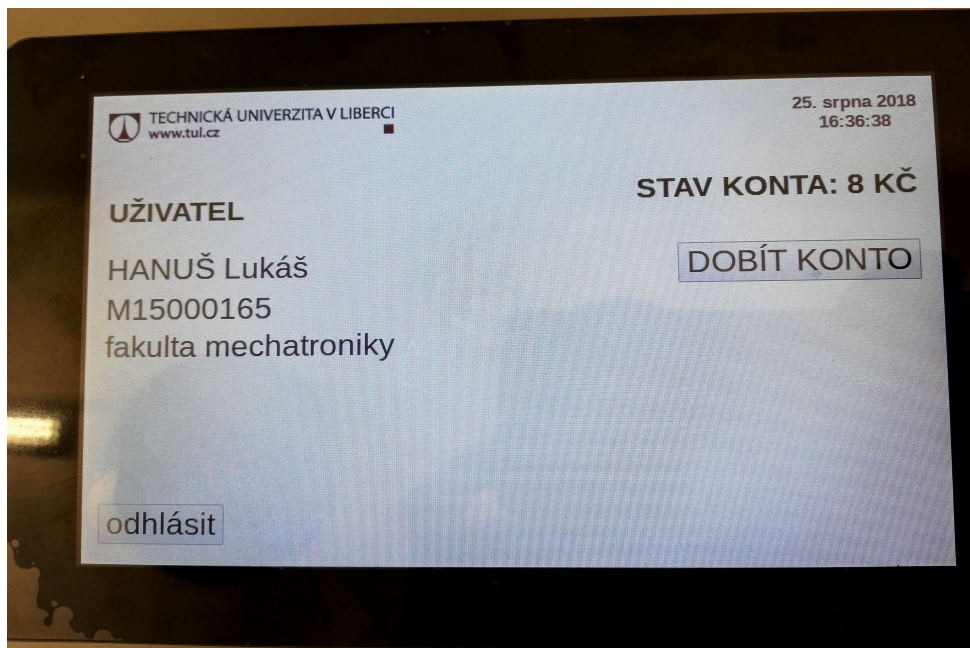 TECHNICKÁ UNIVERZITA V LIBERCI
www.tul.cz
25. srpna 2018
16:36:38
STAV KONTA: 8 KČ
UŽIVATEL
DOBÍT KONTO
HANUŠ Lukáš
M15000165
fakulta mechatroniky
odhlásit